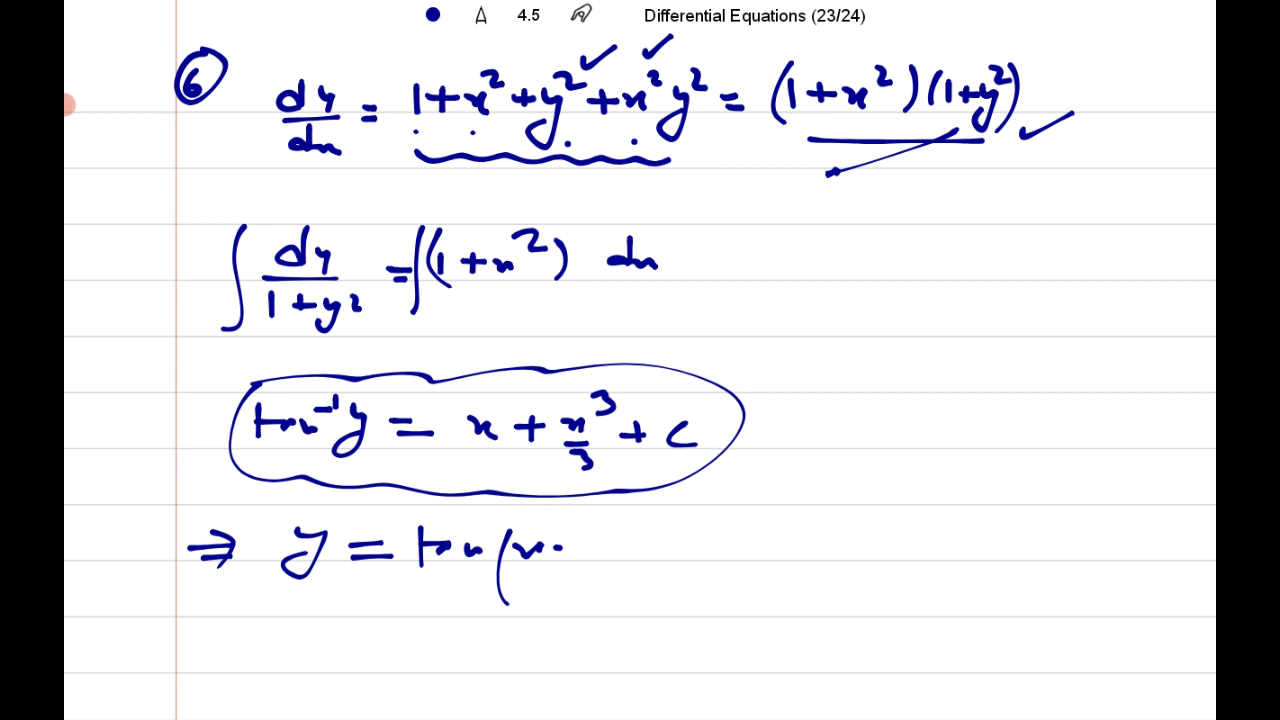 4.5 Differential Equations (23/24)
6 dy/dx = 1+x²+y²+x²y² = (1+x²)(1+y²)
∫ dy/1+y² = ∫(1+x²) dx
tan⁻¹y = x + x³/3 + c
⇒ y = tan(x